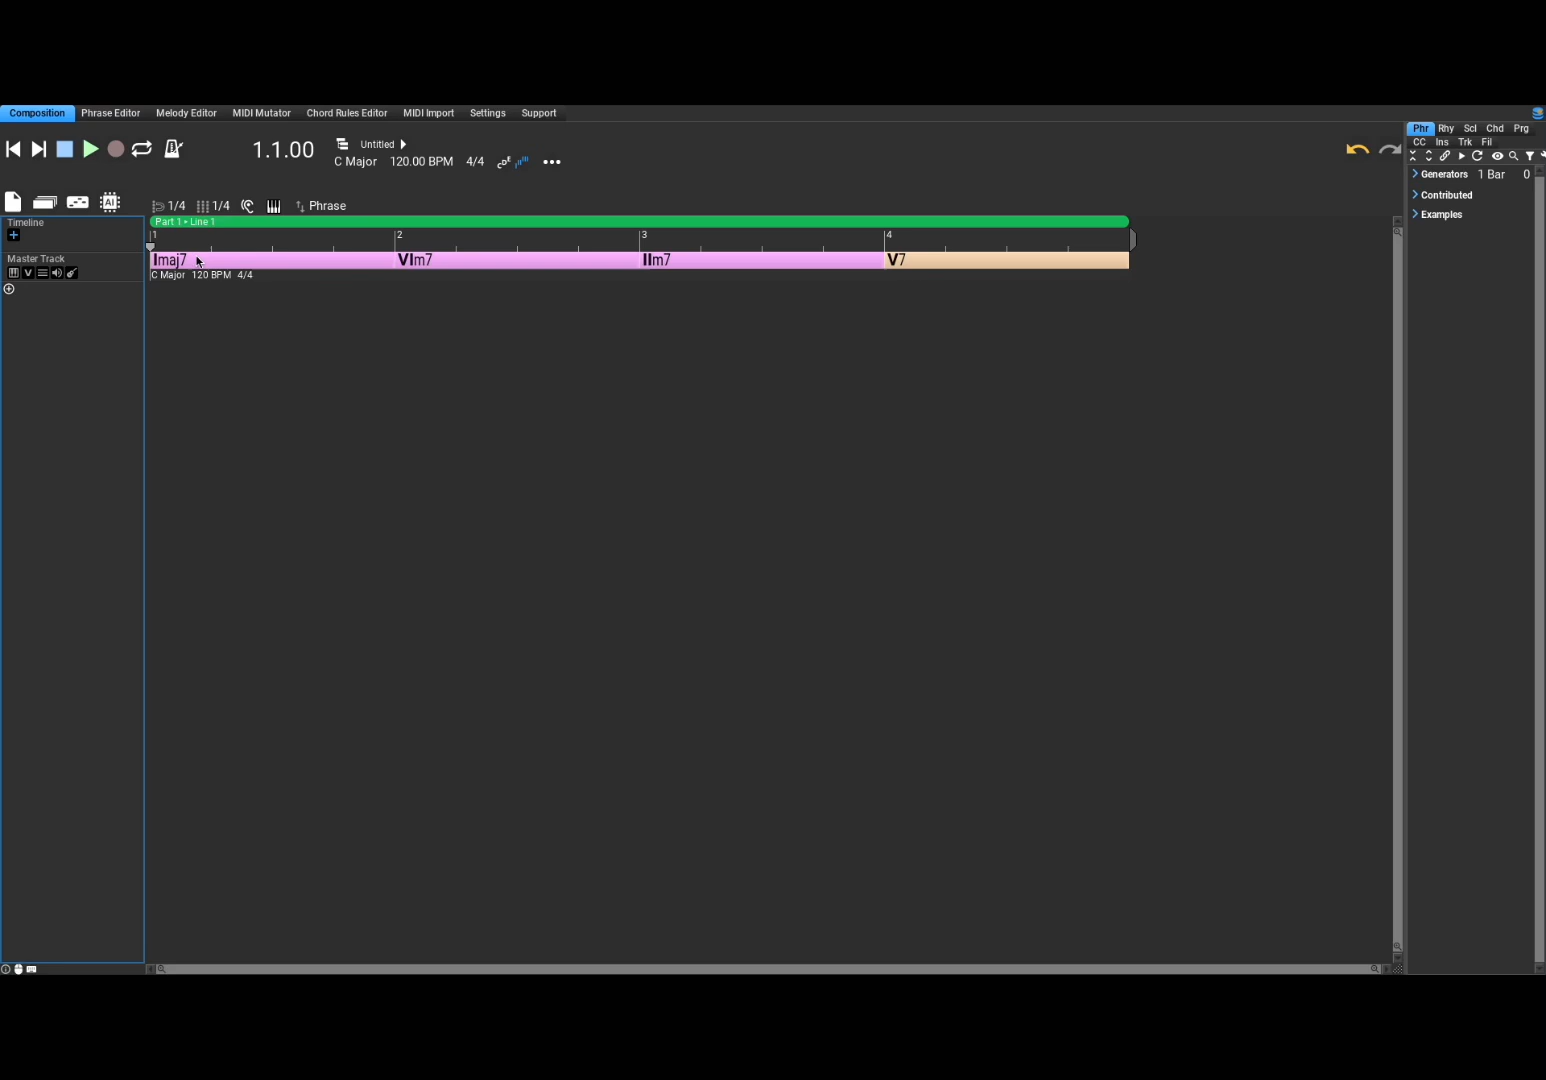 Composition Phrase Editor Melody Editor MIDI Mutator Chord Rules Editor MIDI Import Settings Support
Phr Rhy Scl Chd Prg
CC Ins Trk Fil
1.1.00
Untitled
C Major 120.00 BPM 4/4
Generators 1 Bar 0
Contributed
Examples
AI
1/4 1/4 Phrase
Timeline
Part 1 • Line 1
1 2 3 4
Master Track
V
Imaj7 VIm7 IIm7 V7
C Major 120 BPM 4/4